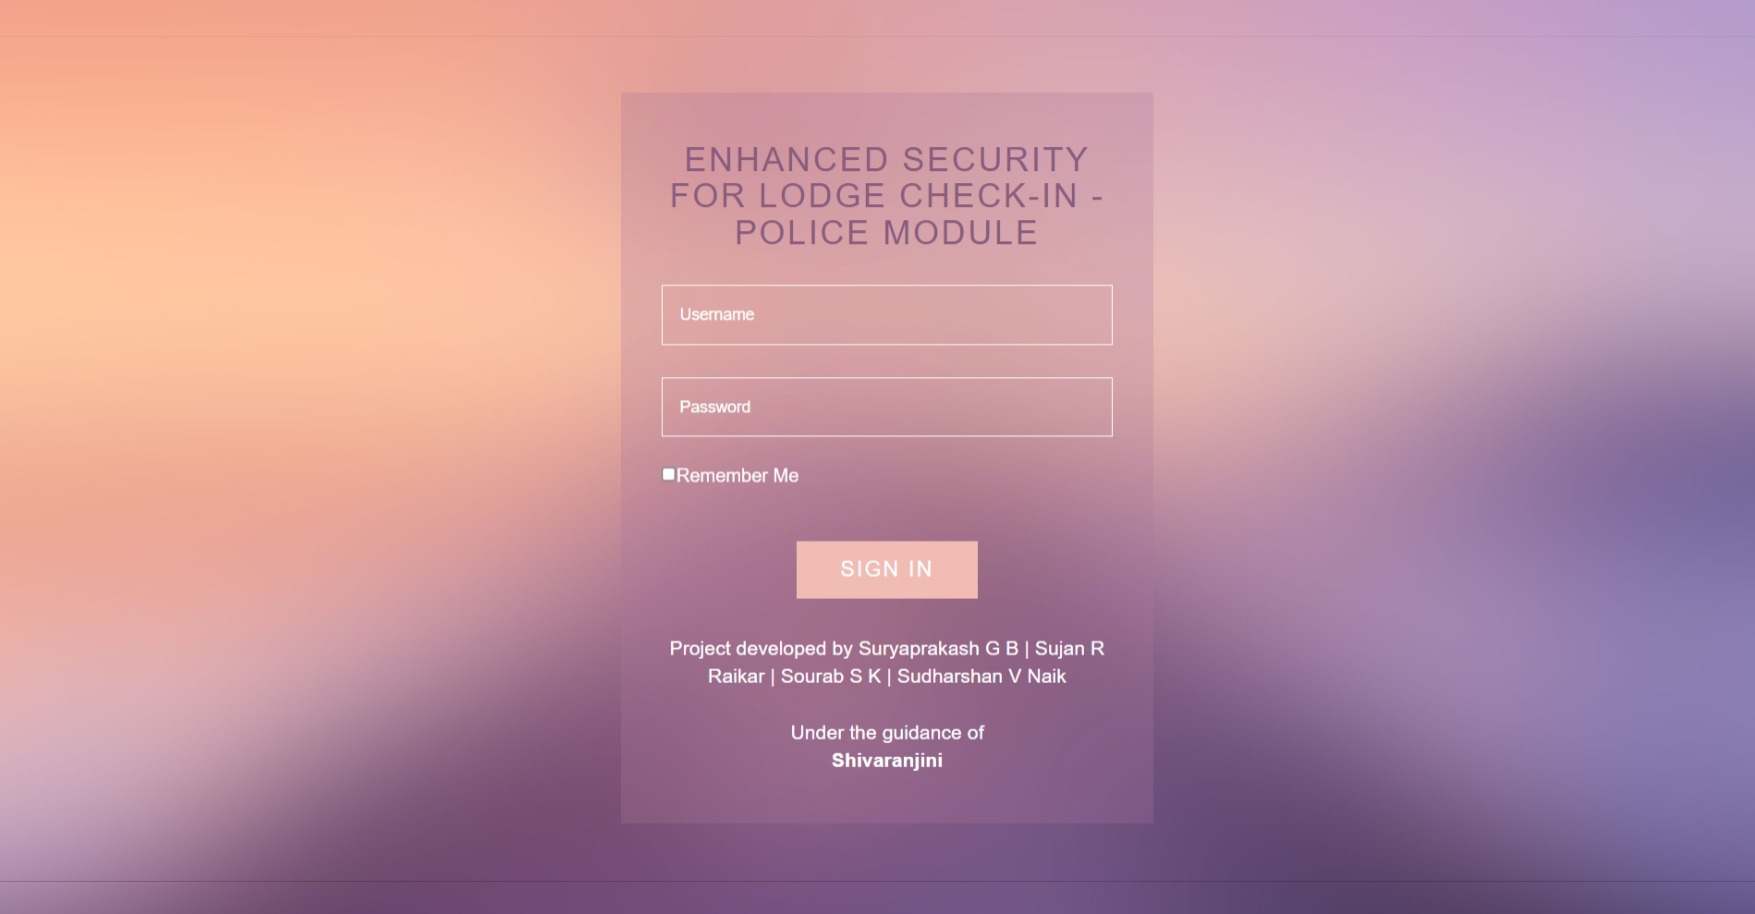 ENHANCED SECURITY
FOR LODGE CHECK-IN -
POLICE MODULE
Username
Password
Remember Me
SIGN IN
Project developed by Suryaprakash G B | Sujan R
Raikar | Sourab S K | Sudharshan V Naik
Under the guidance of
Shivaranjini